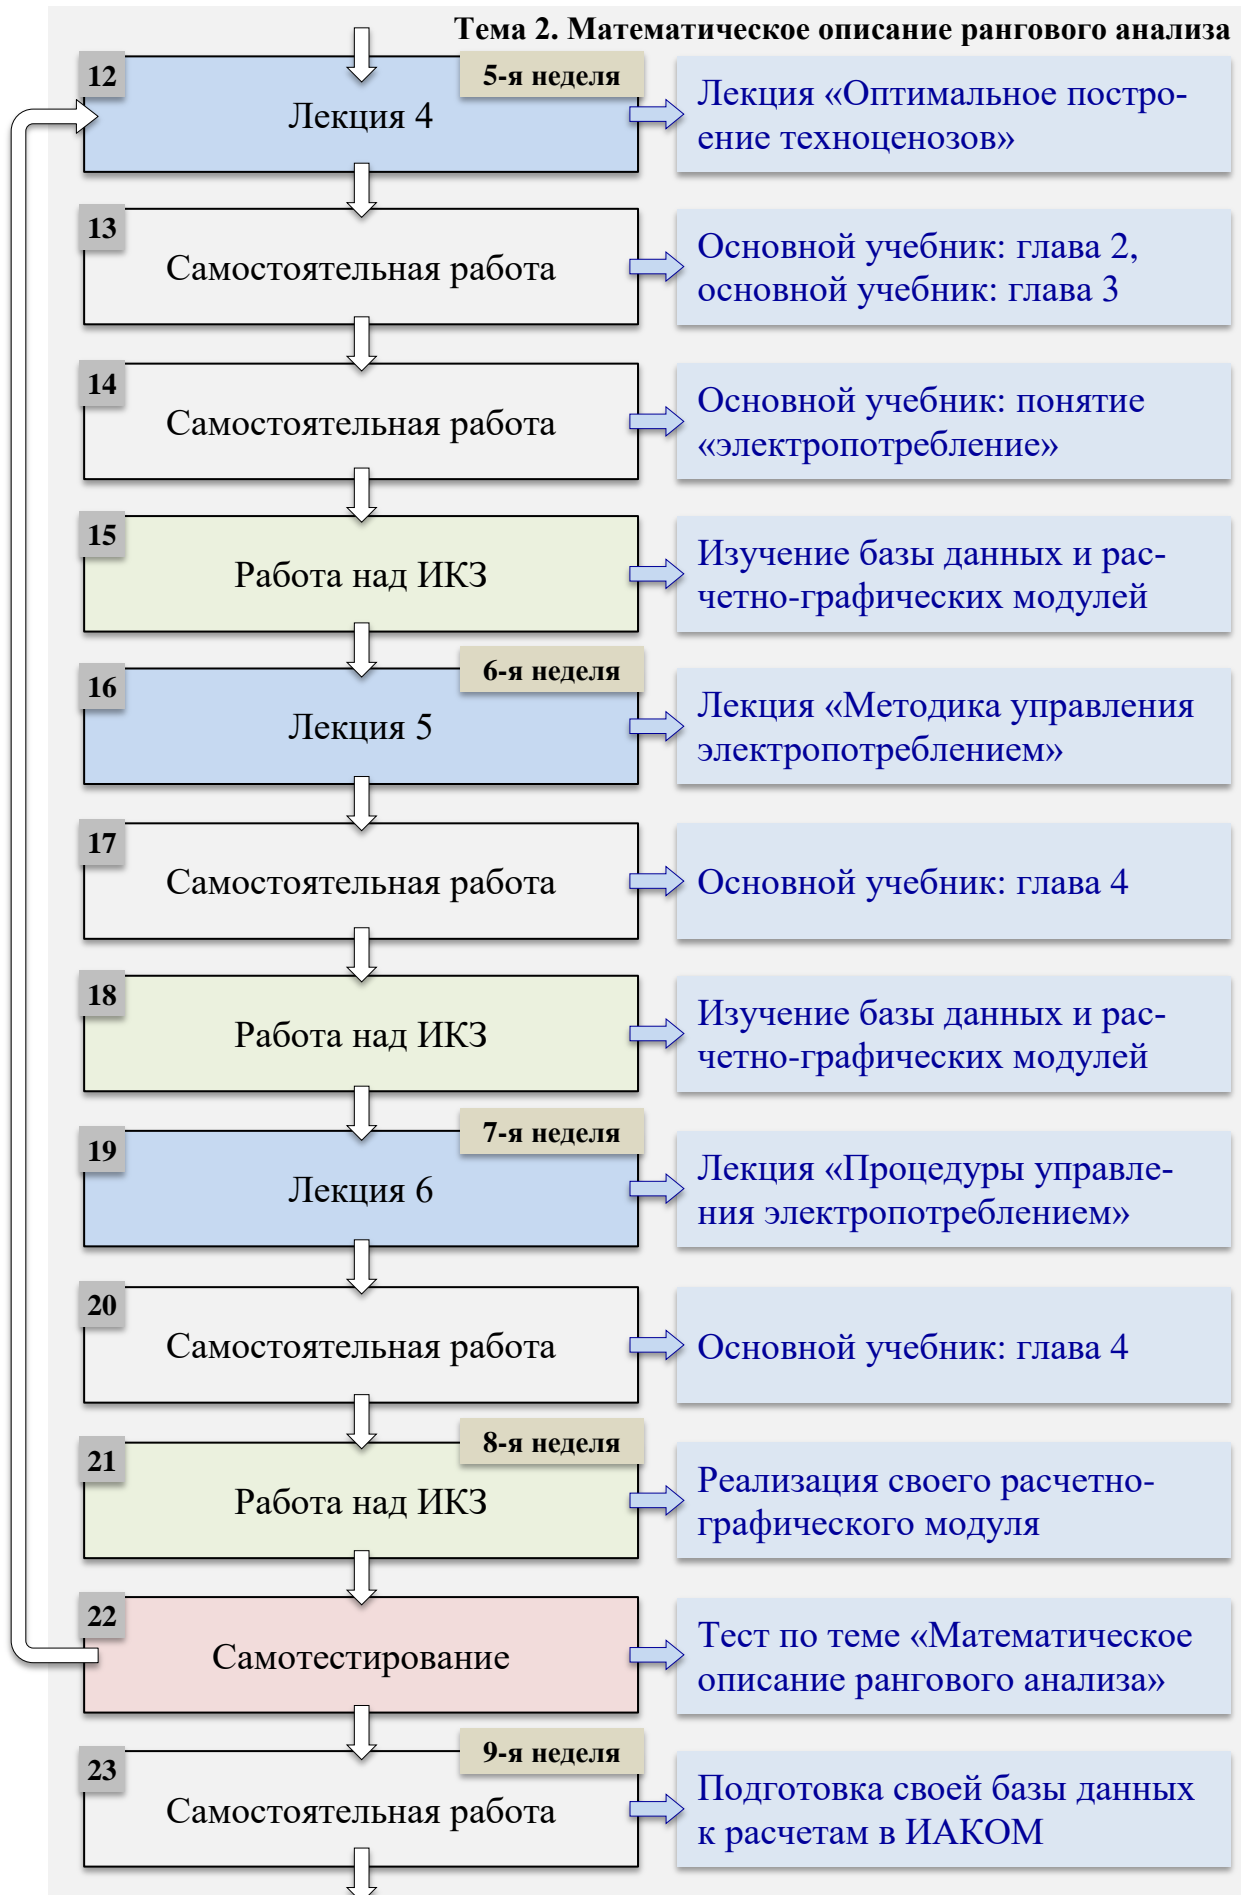 Тема 2. Математическое описание рангового анализа
12
5-я неделя
Лекция 4
Лекция «Оптимальное постро-
ение техноценозов»
13
Самостоятельная работа
Основной учебник: глава 2,
основной учебник: глава 3
14
Самостоятельная работа
Основной учебник: понятие
«электропотребление»
15
Работа над ИКЗ
Изучение базы данных и рас-
четно-графических модулей
16
6-я неделя
Лекция 5
Лекция «Методика управления
электропотреблением»
17
Самостоятельная работа
Основной учебник: глава 4
18
Работа над ИКЗ
Изучение базы данных и рас-
четно-графических модулей
19
7-я неделя
Лекция 6
Лекция «Процедуры управле-
ния электропотреблением»
20
Самостоятельная работа
Основной учебник: глава 4
21
8-я неделя
Работа над ИКЗ
Реализация своего расчетно-
графического модуля
22
Самотестирование
Тест по теме «Математическое
описание рангового анализа»
23
9-я неделя
Самостоятельная работа
Подготовка своей базы данных
к расчетам в ИАКОМ